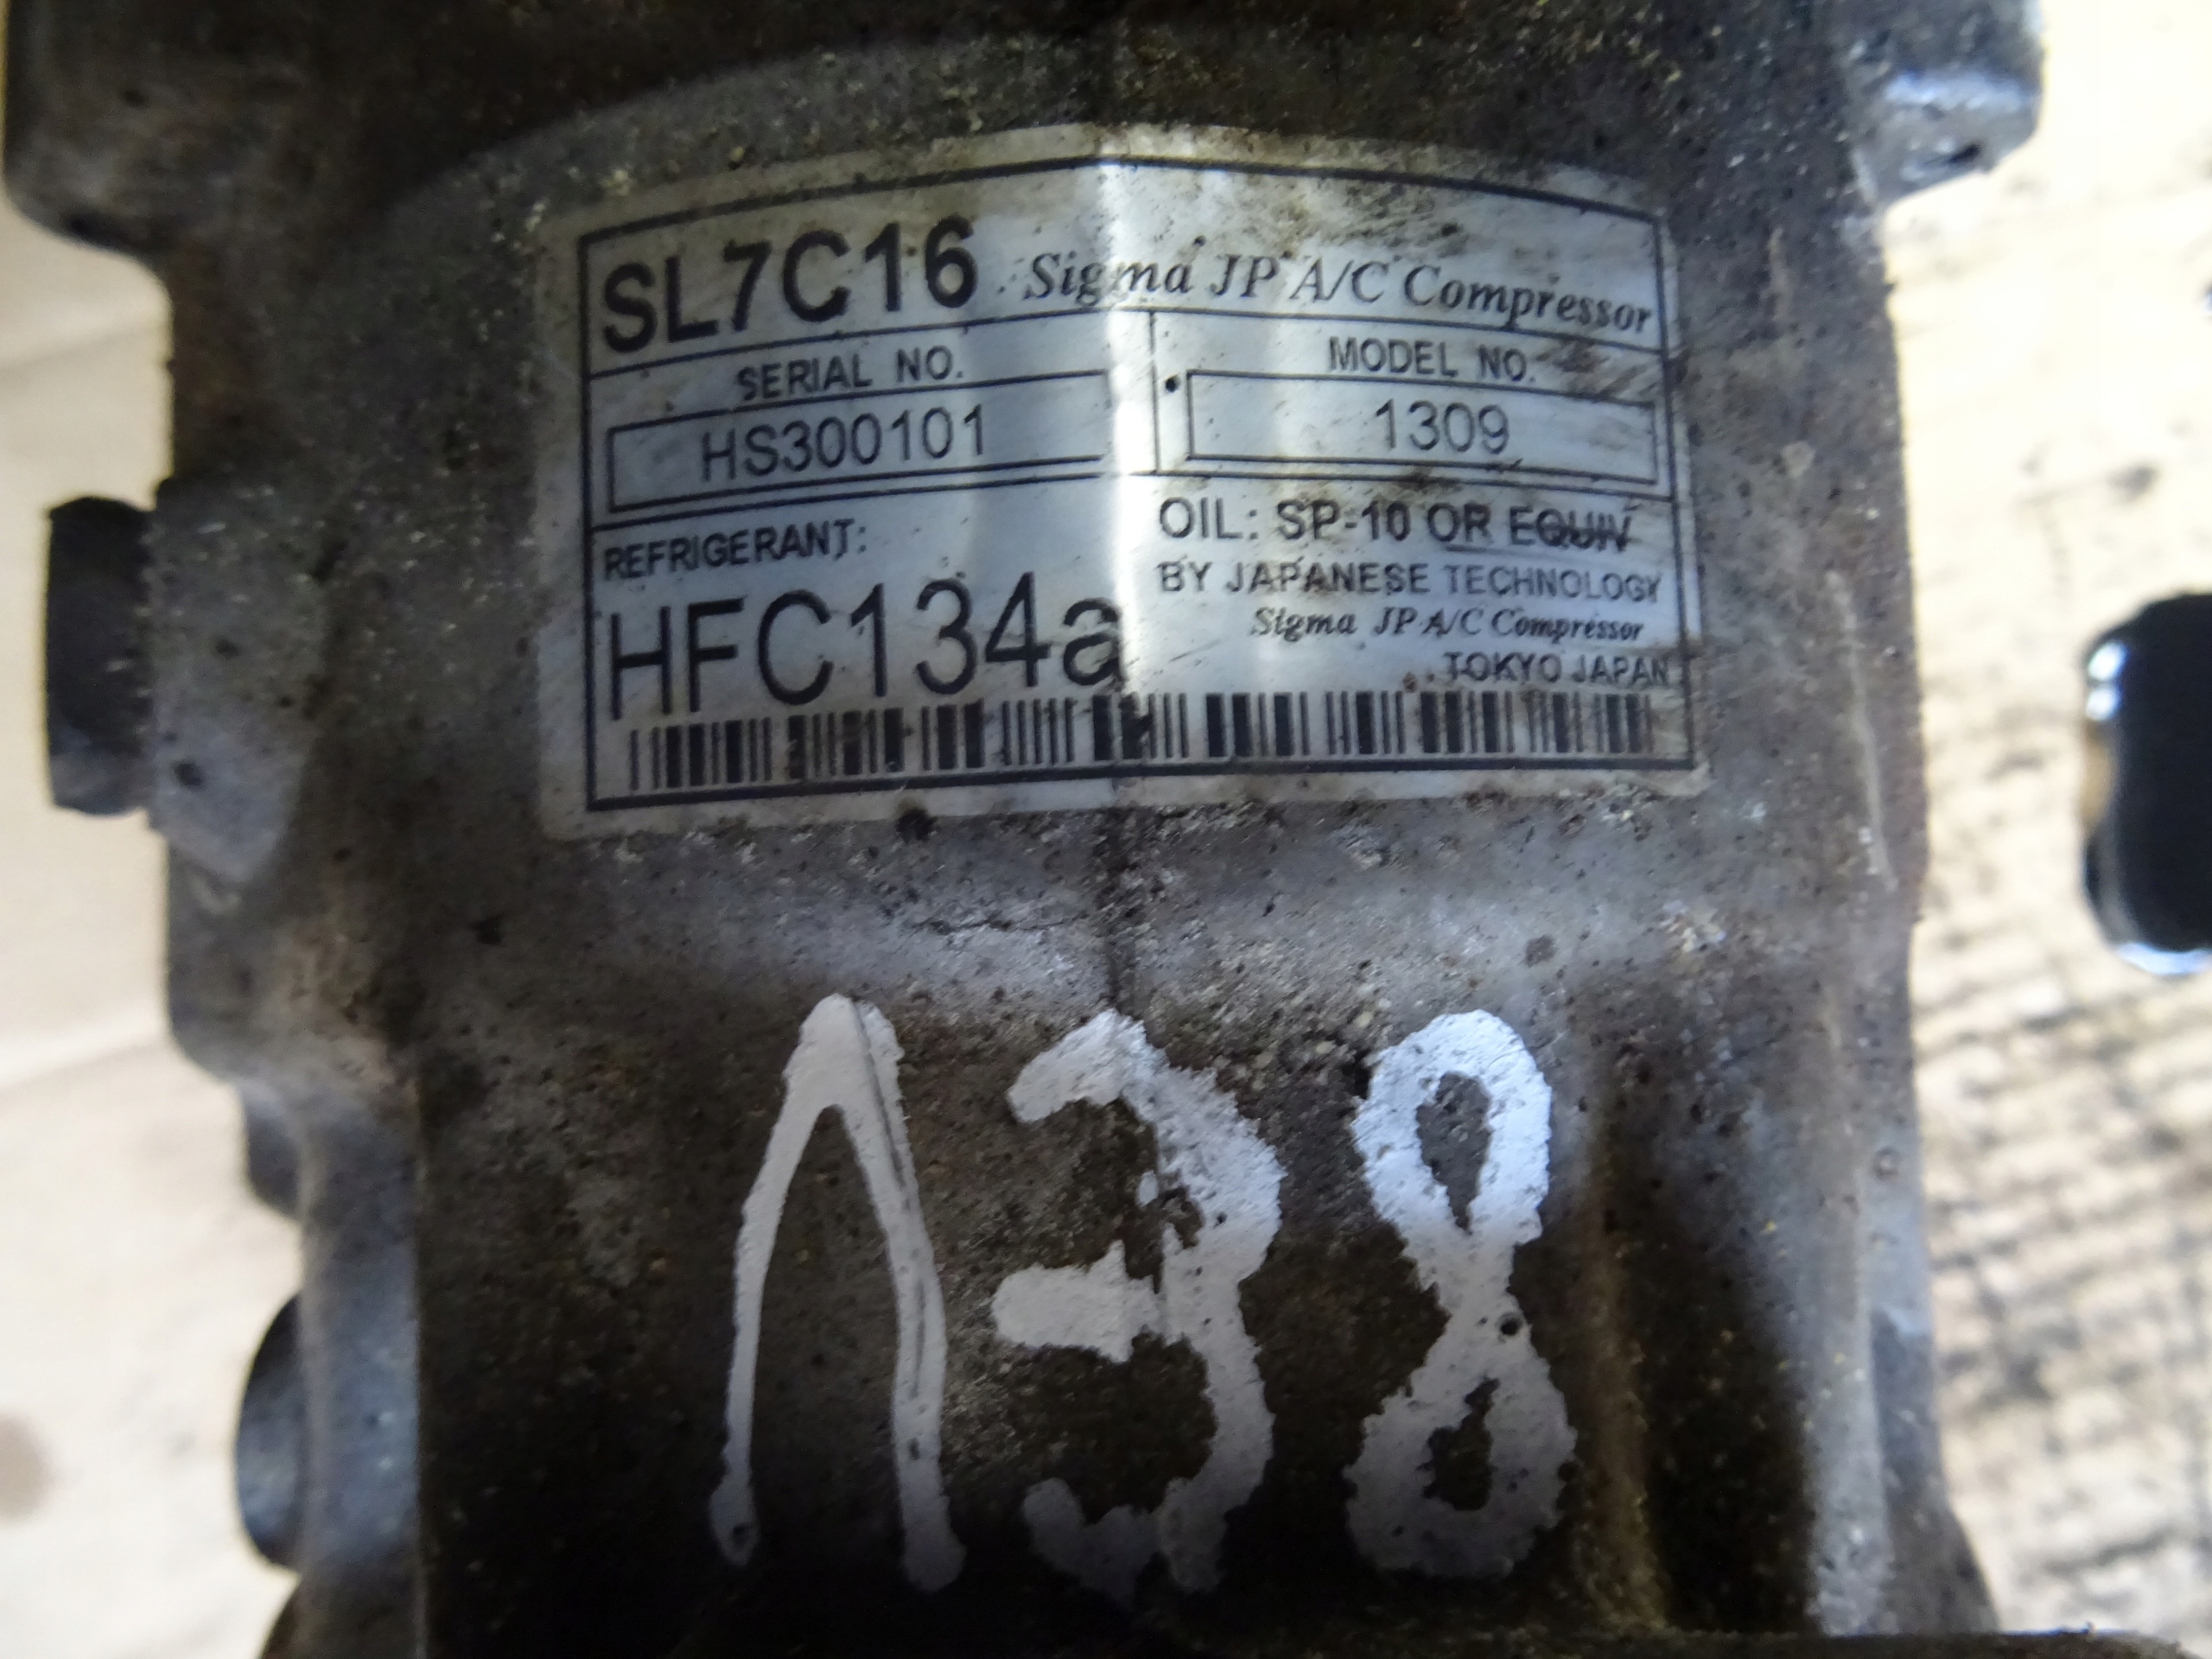 SL7C16 Sigma JP A/C Compressor
SERIAL NO. MODEL NO.
HS300101 1309
REFRIGERANT: OIL: SP-10 OR EQUIV
HFC134a BY JAPANESE TECHNOLOGY
Sigma JP A/C Compressor
TOKYO JAPAN
Λ38